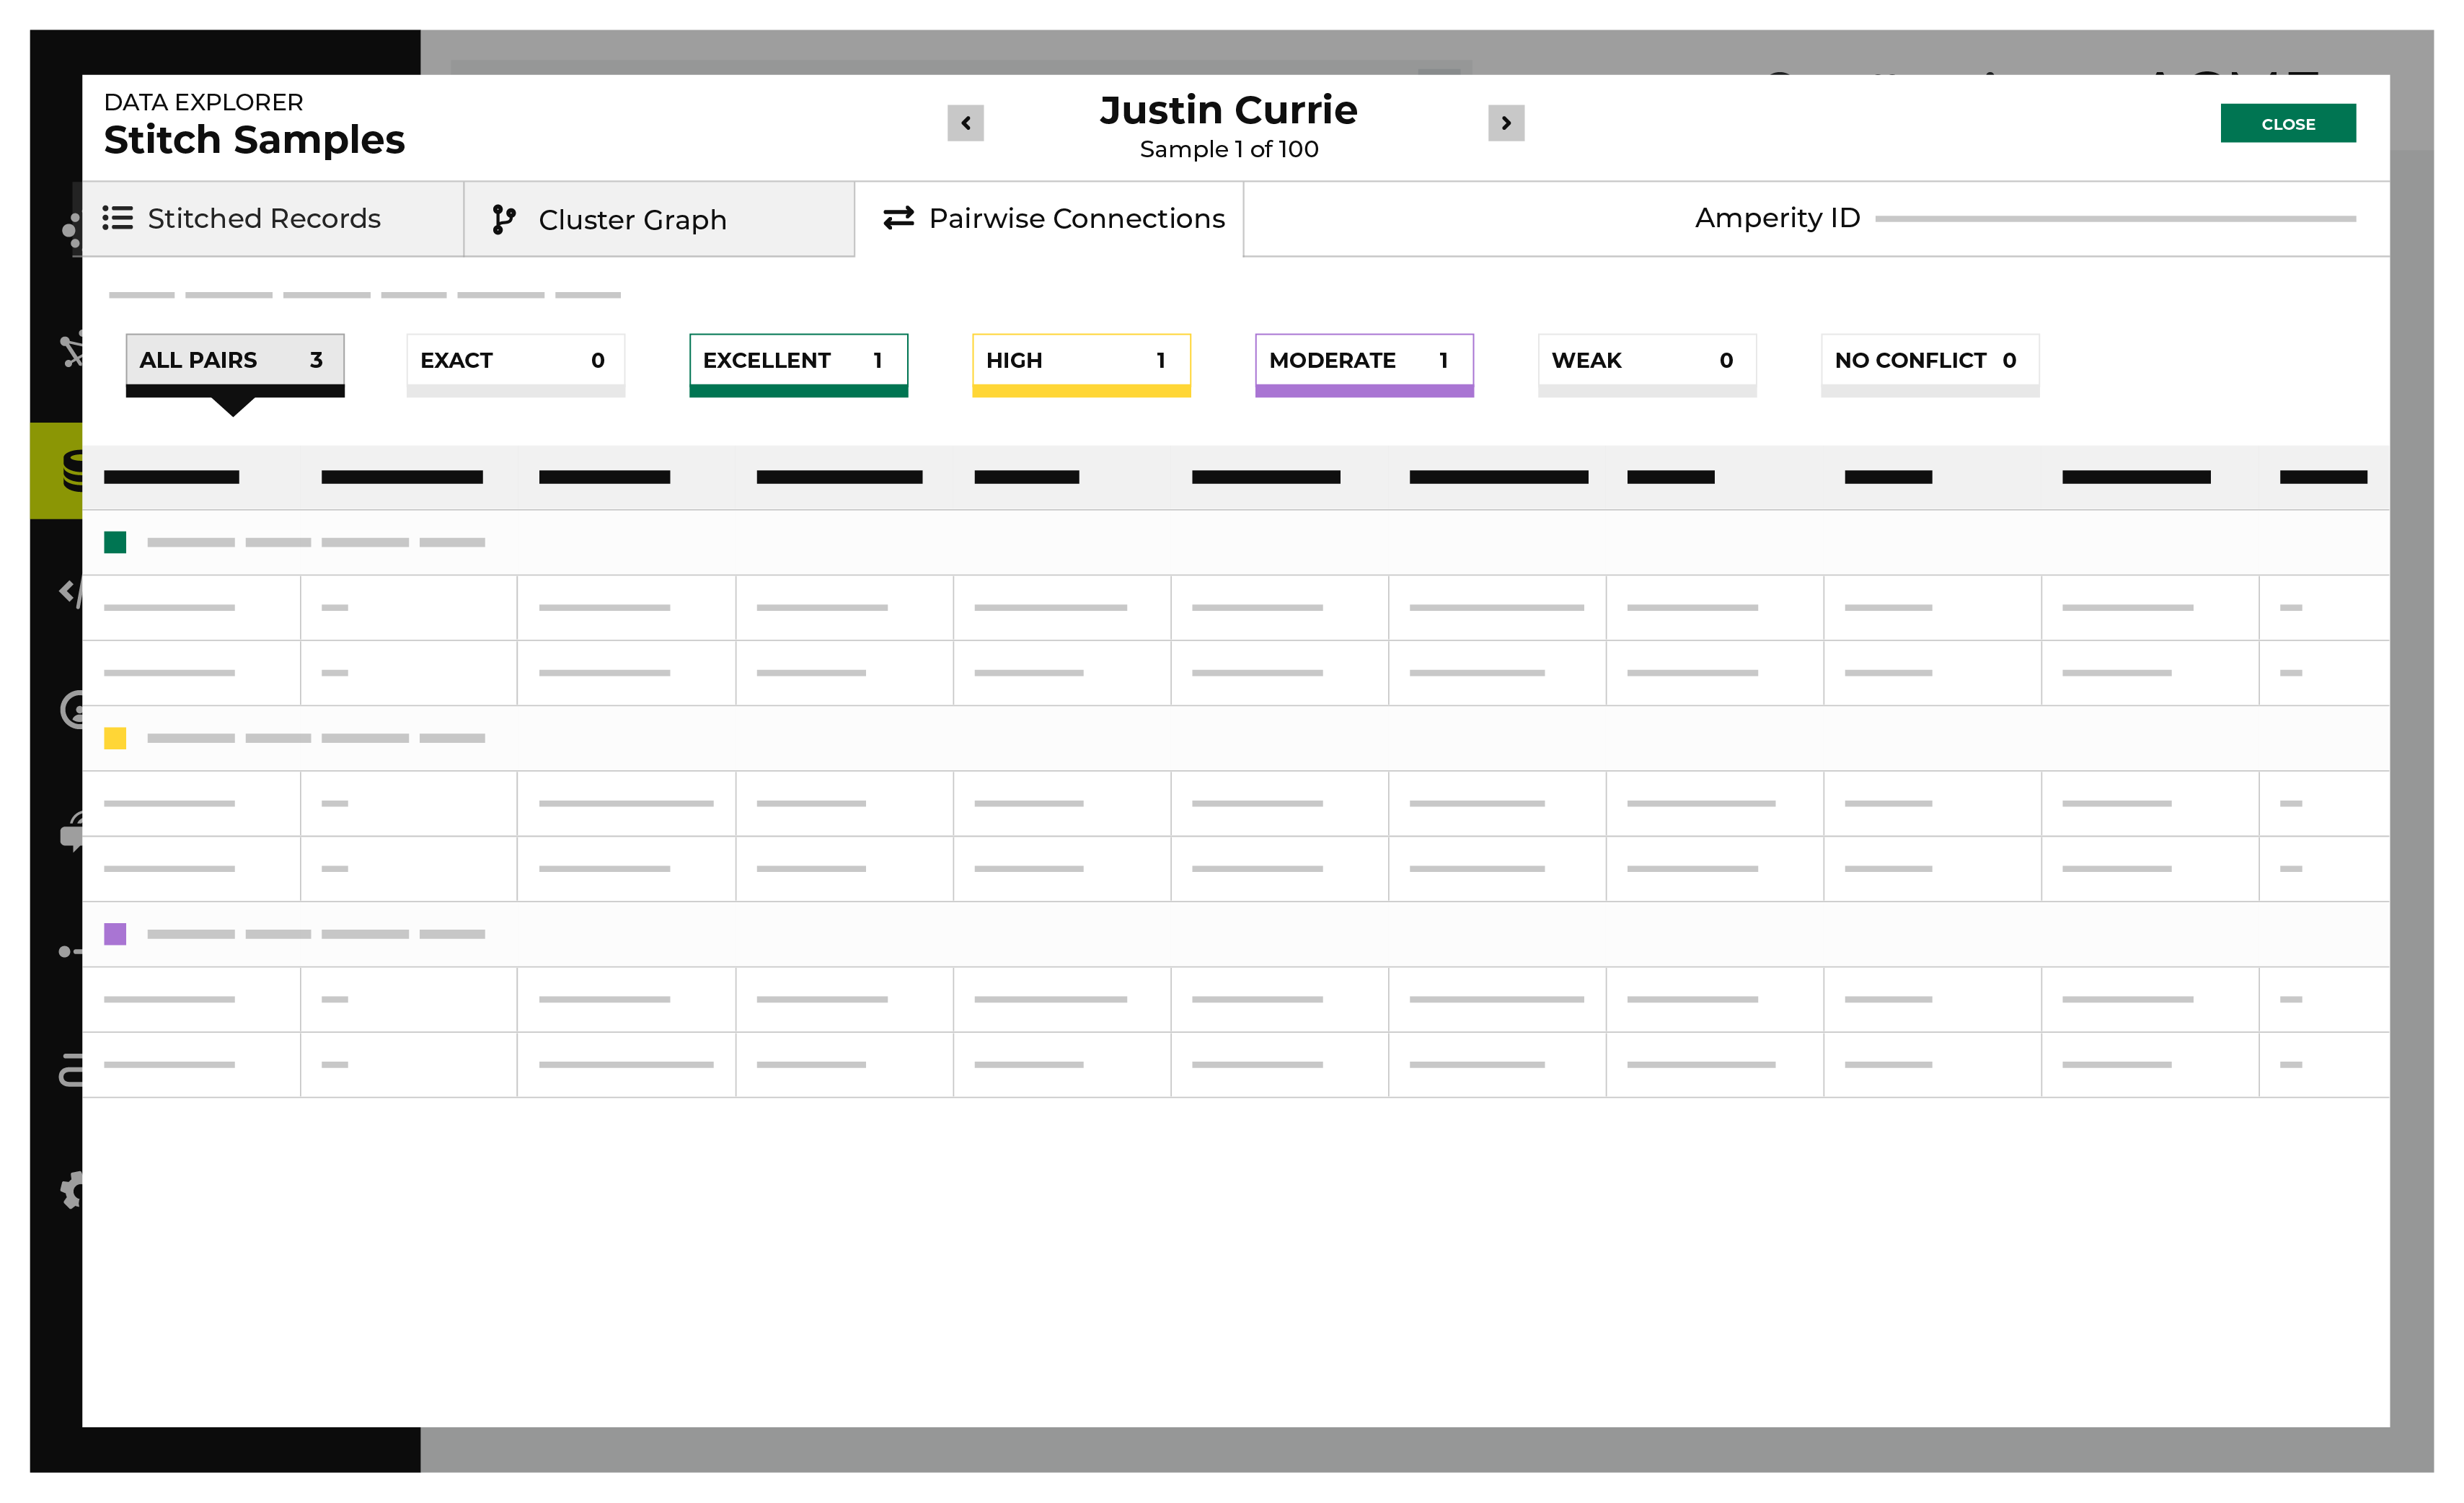 DATA EXPLORER
Stitch Samples
Justin Currie
Sample 1 of 100
CLOSE
Stitched Records
Cluster Graph
Pairwise Connections
Amperity ID
ALL PAIRS 3
EXACT 0
EXCELLENT 1
HIGH 1
MODERATE 1
WEAK 0
NO CONFLICT 0